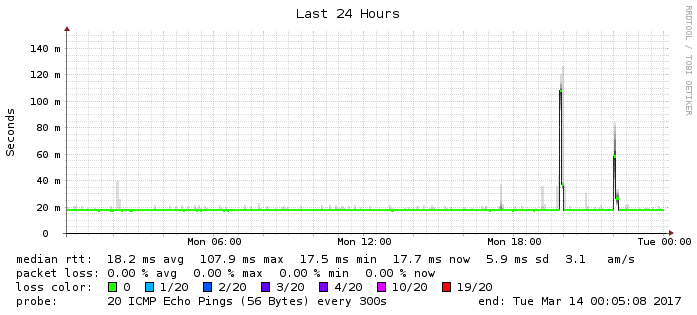 Last 24 Hours
RRDTOOL / TOBI OETIKER
Seconds
140 m
120 m
100 m
80 m
60 m
40 m
20 m
0
Mon 06:00 Mon 12:00 Mon 18:00 Tue 00:00
median rtt: 18.2 ms avg 107.9 ms max 17.5 ms min 17.7 ms now 5.9 ms sd 3.1 am/s
packet loss: 0.00 % avg 0.00 % max 0.00 % min 0.00 % now
loss color: 0 1/20 2/20 3/20 4/20 10/20 19/20
probe: 20 ICMP Echo Pings (56 Bytes) every 300s end: Tue Mar 14 00:05:08 2017